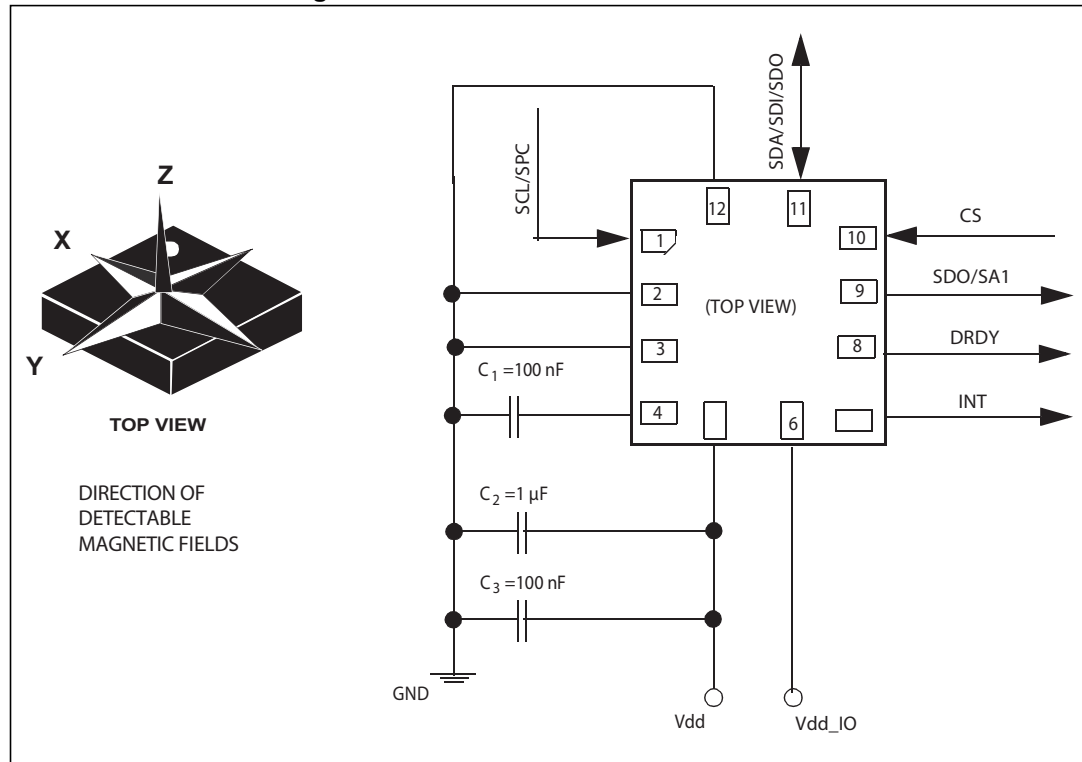 Z
X
Y
TOP VIEW
DIRECTION OF
DETECTABLE
MAGNETIC FIELDS
SCL/SPC
SDA/SDI/SDO
12
11
1
10
CS
2
9
SDO/SA1
(TOP VIEW)
3
8
DRDY
C1 =100 nF
4
6
INT
C2 =1 µF
C3 =100 nF
GND
Vdd
Vdd_IO